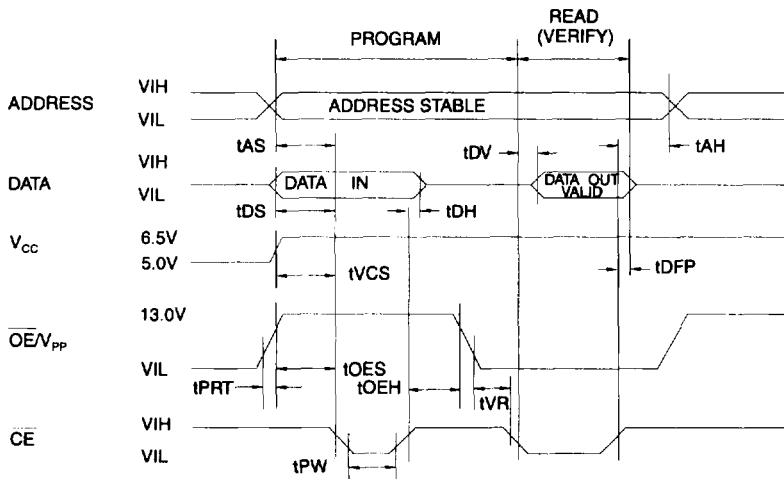 PROGRAM
READ
(VERIFY)
ADDRESS
VIH
VIL
ADDRESS STABLE
tAS
tDV
tAH
DATA
VIH
VIL
DATA IN
DATA OUT
VALID
tDS
tDH
VCC
6.5V
5.0V
tVCS
tDFP
OE/VPP
13.0V
VIL
tPRT
tOES
tOEH
tVR
CE
VIH
VIL
tPW